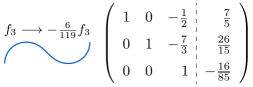 f₃ ⟶ −6/119 f₃
1 0 −1/2 7/5
0 1 −7/3 26/15
0 0 1 −16/85